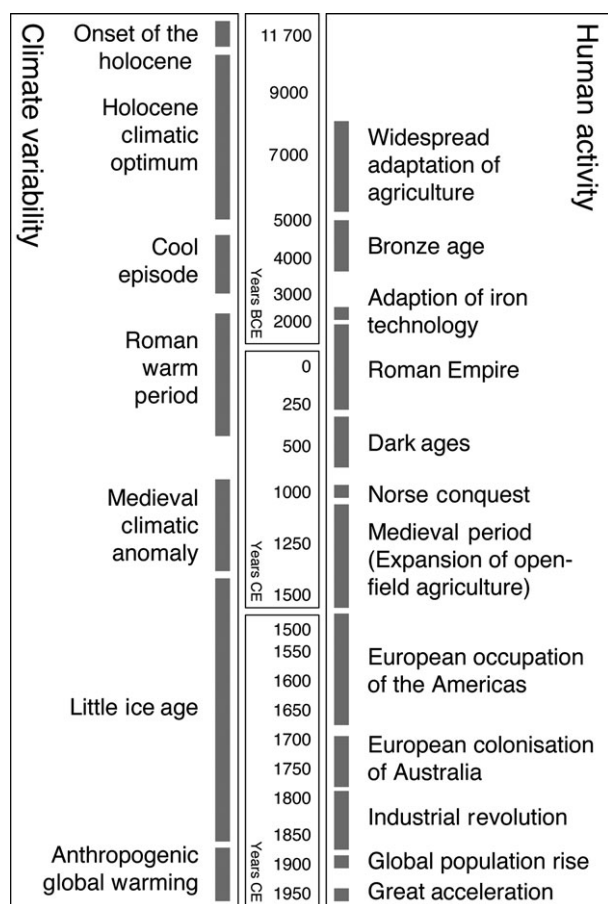 Climate variability
Onset of the
holocene
Holocene
climatic
optimum
Cool
episode
Roman
warm
period
Medieval
climatic
anomaly
Little ice age
Anthropogenic
global warming
11 700
9000
7000
5000
4000
3000
2000
Years BCE
0
250
500
1000
1250
1500
Years CE
1500
1550
1600
1650
1700
1750
1800
1850
1900
1950
Years CE
Human activity
Widespread
adaptation of
agriculture
Bronze age
Adaption of iron
technology
Roman Empire
Dark ages
Norse conquest
Medieval period
(Expansion of open-
field agriculture)
European occupation
of the Americas
European colonisation
of Australia
Industrial revolution
Global population rise
Great acceleration